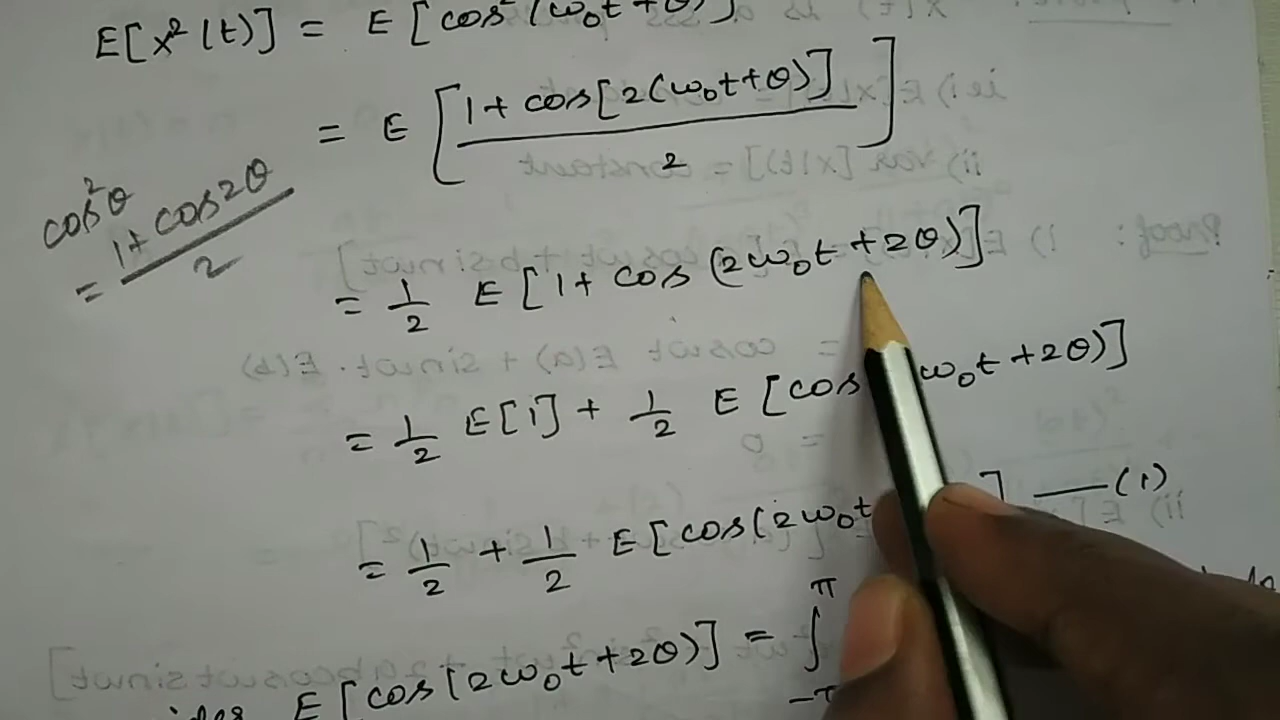 E[x²(t)] = E[cos²(ω₀t+θ)]
= E[(1+cos[2(ω₀t+θ)])/2]
cos²θ
= (1+cos2θ)/2
= 1/2 E[1+cos(2ω₀t+2θ)]
= 1/2 E[1] + 1/2 E[cos ω₀t+2θ)]
= 1/2 + 1/2 E[cos(2ω₀t ] —(1)
E[cos(2ω₀t+2θ)] = ∫ π